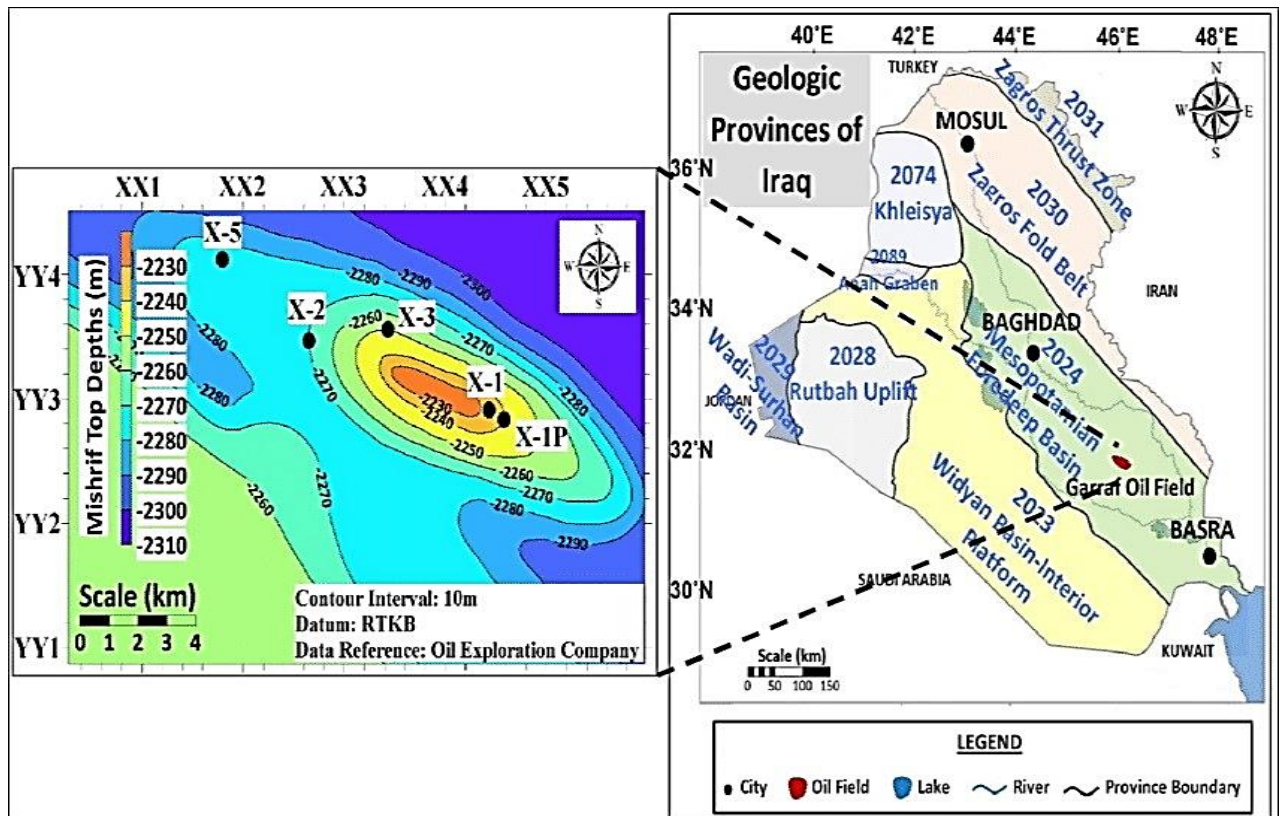 XX1 XX2 XX3 XX4 XX5
YY4
YY3
YY2
YY1
Mishrif Top Depths (m)
-2230
-2240
-2250
-2260
-2270
-2280
-2290
-2300
-2310
X-5
X-2
X-3
X-1
X-1P
-2280
-2290
-2300
-2260
-2270
-2280
-2270
-2280
-2230
-2240
-2250
-2260
-2270
-2280
-2290
-2260
-2270
N
W E
S
Scale (km)
0 1 2 3 4
Contour Interval: 10m
Datum: RTKB
Data Reference: Oil Exploration Company
40°E 42°E 44°E 46°E 48°E
36°N
34°N
32°N
30°N
Geologic
Provinces of
Iraq
N
W E
S
TURKEY
IRAN
JORDAN
SAUDI ARABIA
KUWAIT
MOSUL
BAGHDAD
BASRA
2031
Zagros Thrust Zone
2030
Zagros Fold Belt
2074
Khleisya
2089
Anah Graben
2029
Wadi-Surhan
Basin
2028
Rutbah Uplift
2024
Mesopotamian
Foredeep Basin
2023
Widyan Basin-Interior
Platform
Garraf Oil Field
Scale (km)
0 50 100 150
LEGEND
City Oil Field Lake River Province Boundary